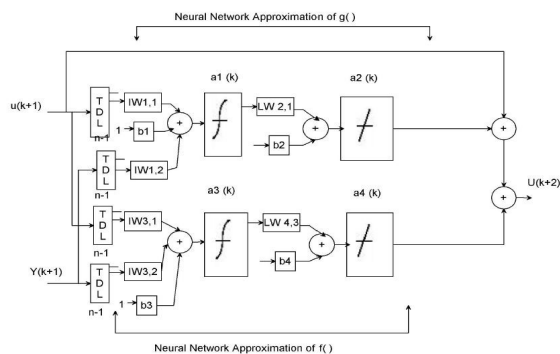 Neural Network Approximation of g()
a1 (k)
a2 (k)
u(k+1)
T
D
L
n-1
IW1,1
1
b1
+
LW 2,1
b2
+
+
T
D
L
n-1
IW1,2
a3 (k)
a4 (k)
U(k+2)
+
T
D
L
n-1
IW3,1
+
LW 4,3
b4
+
Y(k+1)
T
D
L
n-1
IW3,2
1
b3
Neural Network Approximation of f()